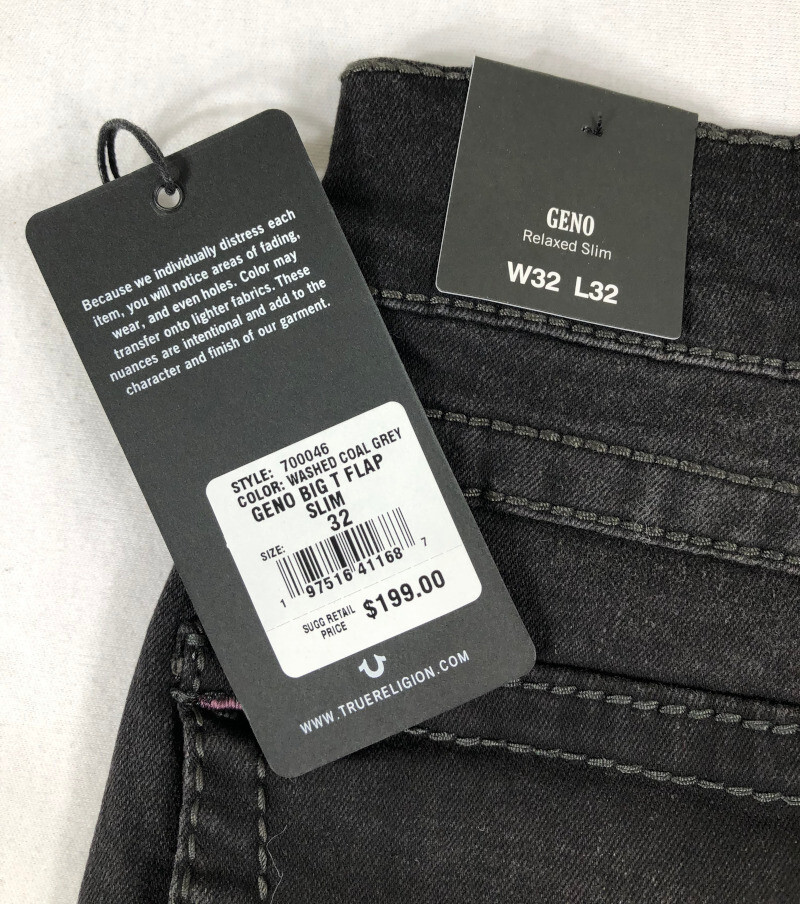 Because we individually distress each
item, you will notice areas of fading,
wear, and even holes. Color may
transfer onto lighter fabrics. These
nuances are intentional and add to the
character and finish of our garment.
STYLE: 700046
COLOR: WASHED COAL GREY
GENO BIG T FLAP
SLIM
SIZE: 32
1 97516 41168 7
SUGG RETAIL
PRICE $199.00
WWW.TRUERELIGION.COM
GENO
Relaxed Slim
W32 L32